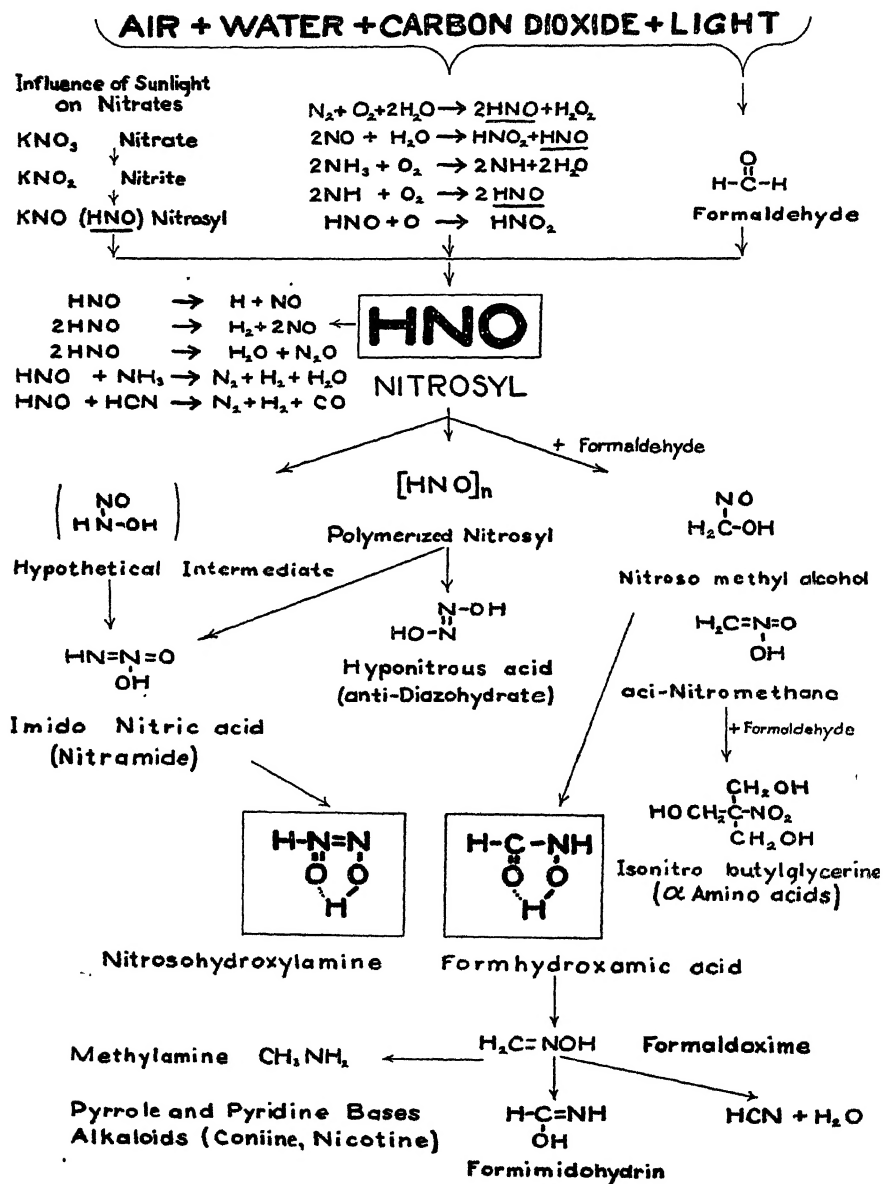 AIR + WATER + CARBON DIOXIDE + LIGHT
Influence of Sunlight
on Nitrates
KNO₃ Nitrate
KNO₂ Nitrite
KNO (HNO) Nitrosyl
N₂ + O₂ + 2H₂O → 2HNO + H₂O₂
2NO + H₂O → HNO₂ + HNO
2NH₃ + O₂ → 2NH + 2H₂O
2NH + O₂ → 2HNO
HNO + O → HNO₂
O
H-C-H
Formaldehyde
HNO → H + NO
2HNO → H₂ + 2NO
2HNO → H₂O + N₂O
HNO + NH₃ → N₂ + H₂ + H₂O
HNO + HCN → N₂ + H₂ + CO
HNO
NITROSYL
+ Formaldehyde
NO
HN-OH
Hypothetical Intermediate
[HNO]ₙ
Polymerized Nitrosyl
NO
H₂C-OH
Nitroso methyl alcohol
HN=N=O
OH
Imido Nitric acid
(Nitramide)
N-OH
HO-N
Hyponitrous acid
(anti-Diazohydrate)
H₂C=N=O
OH
aci-Nitromethane
+ Formaldehyde
CH₂OH
HOCH₂-C-NO₂
CH₂OH
Isonitro butylglycerine
(α Amino acids)
H-N=N
O O
H
Nitrosohydroxylamine
H-C-NH
O O
H
Formhydroxamic acid
H₂C=NOH Formaldoxime
Methylamine CH₃NH₂
Pyrrole and Pyridine Bases
Alkaloids (Coniine, Nicotine)
H-C=NH
OH
Formimidohydrin
HCN + H₂O